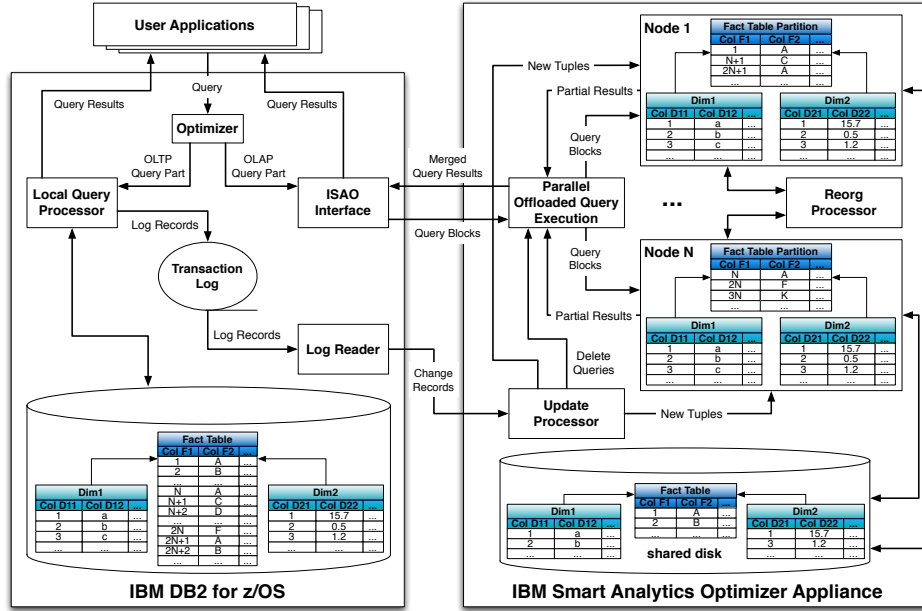 User Applications
Query Results
Query
Query Results
Optimizer
OLTP
Query Part
OLAP
Query Part
Local Query
Processor
ISAO
Interface
Log Records
Transaction
Log
Log Records
Log Reader
Merged
Query Results
Query Blocks
Change
Records
Fact Table
Col F1 Col F2 ...
1 A ...
2 B ...
... ... ...
N A ...
N+1 C ...
N+2 D ...
... ... ...
2N F ...
2N+1 A ...
2N+2 B ...
... ... ...
Dim1
Col D11 Col D12 ...
1 a ...
2 b ...
3 c ...
... ... ...
Dim2
Col D21 Col D22 ...
1 15.7 ...
2 0.5 ...
3 1.2 ...
... ... ...
IBM DB2 for z/OS
Node 1
Fact Table Partition
Col F1 Col F2 ...
1 A ...
N+1 C ...
2N+1 A ...
... ... ...
Dim1
Col D11 Col D12 ...
1 a ...
2 b ...
3 c ...
... ... ...
Dim2
Col D21 Col D22 ...
1 15.7 ...
2 0.5 ...
3 1.2 ...
... ... ...
New Tuples
Partial Results
Query
Blocks
Parallel
Offloaded Query
Execution
...
Reorg
Processor
Query
Blocks
Partial Results
Node N
Fact Table Partition
Col F1 Col F2 ...
N A ...
2N F ...
3N K ...
... ... ...
Dim1
Col D11 Col D12 ...
1 a ...
2 b ...
3 c ...
... ... ...
Dim2
Col D21 Col D22 ...
1 15.7 ...
2 0.5 ...
3 1.2 ...
... ... ...
Delete
Queries
Update
Processor
New Tuples
Fact Table
Col F1 Col F2 ...
1 A ...
2 B ...
... ... ...
Dim1
Col D11 Col D12 ...
1 a ...
2 b ...
... ... ...
Dim2
Col D21 Col D22 ...
1 15.7 ...
3 1.2 ...
... ... ...
shared disk
IBM Smart Analytics Optimizer Appliance